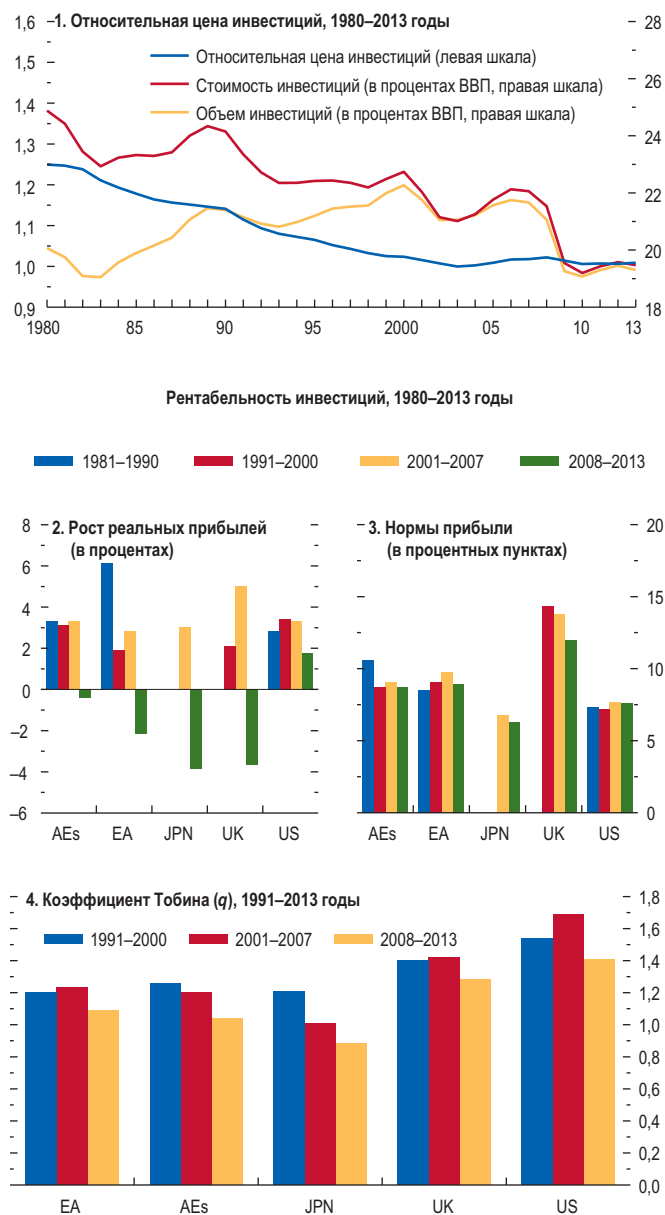 1. Относительная цена инвестиций, 1980–2013 годы
Относительная цена инвестиций (левая шкала)
Стоимость инвестиций (в процентах ВВП, правая шкала)
Объем инвестиций (в процентах ВВП, правая шкала)
1,6
1,5
1,4
1,3
1,2
1,1
1,0
0,9
28
26
24
22
20
18
1980 85 90 95 2000 05 10 13
Рентабельность инвестиций, 1980–2013 годы
1981–1990 1991–2000 2001–2007 2008–2013
2. Рост реальных прибылей
(в процентах)
8
6
4
2
0
–2
–4
–6
AEs EA JPN UK US
3. Нормы прибыли
(в процентных пунктах)
20
15
10
5
0
AEs EA JPN UK US
4. Коэффициент Тобина (q), 1991–2013 годы
1991–2000 2001–2007 2008–2013
1,8
1,6
1,4
1,2
1,0
0,8
0,6
0,4
0,2
0,0
EA AEs JPN UK US